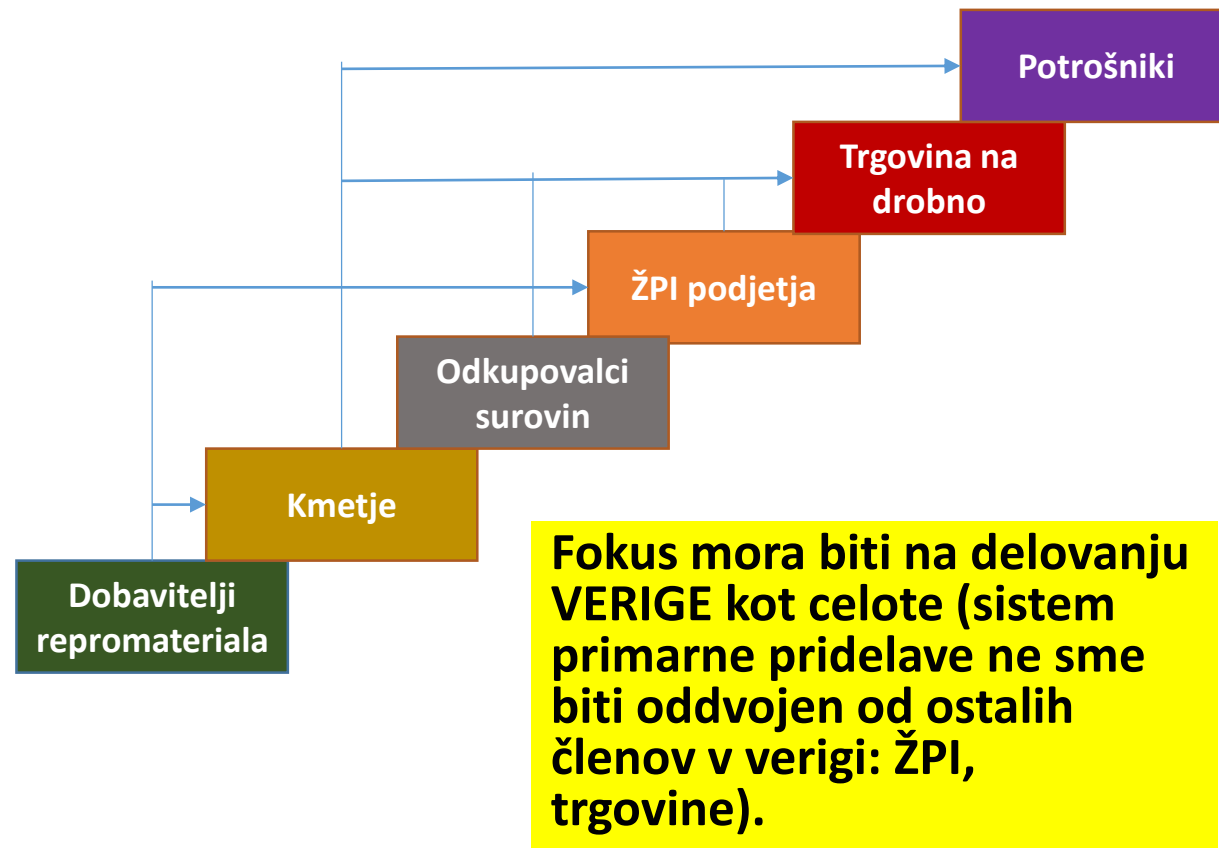 Potrošniki
Trgovina na
drobno
ŽPI podjetja
Odkupovalci
surovin
Kmetje
Dobavitelji
repromateriala
Fokus mora biti na delovanju
VERIGE kot celote (sistem
primarne pridelave ne sme
biti oddvojen od ostalih
členov v verigi: ŽPI,
trgovine).